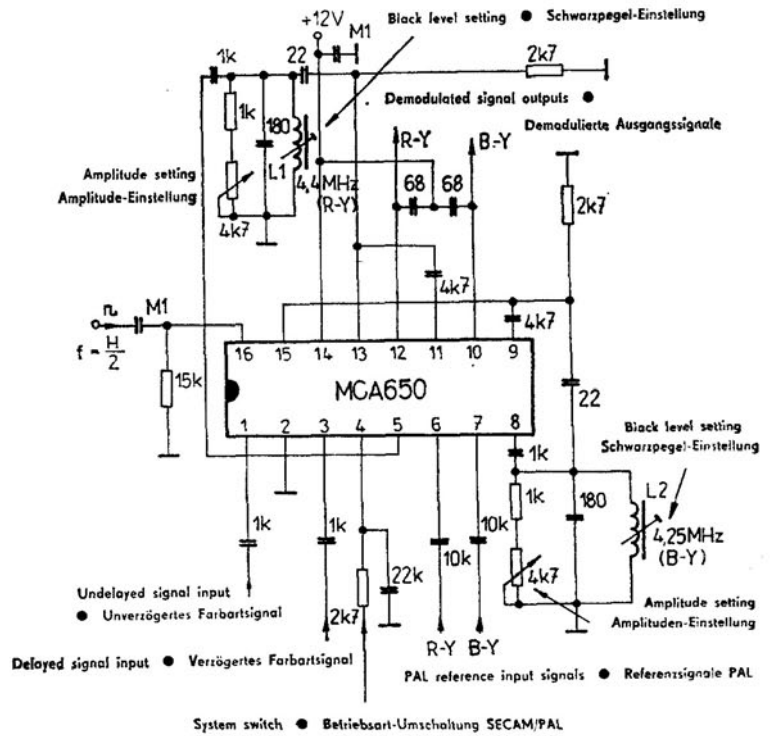 Black level setting ● Schwarzpegel-Einstellung
+12V
M1
1k
22
2k7
Demodulated signal outputs ●
Demodulierte Ausgangssignale
1k
180
L1
4,4 MHz
(R-Y)
R-Y
B-Y
68
68
2k7
Amplitude setting
Amplitude-Einstellung
4k7
4k7
4k7
M1
f = H/2
15k
16 15 14 13 12 11 10 9
MCA650
1 2 3 4 5 6 7 8
22
Black level setting
Schwarzpegel-Einstellung
1k
1k
180
L2
4,25MHz
(B-Y)
4k7
1k
1k
22k
10k
10k
2k7
Amplitude setting
Amplituden-Einstellung
Undelayed signal input
● Unverzögertes Farbartsignal
R-Y B-Y
Delayed signal input ● Verzögertes Farbartsignal
PAL reference input signals ● Referenzsignale PAL
System switch ● Betriebsart-Umschaltung SECAM/PAL